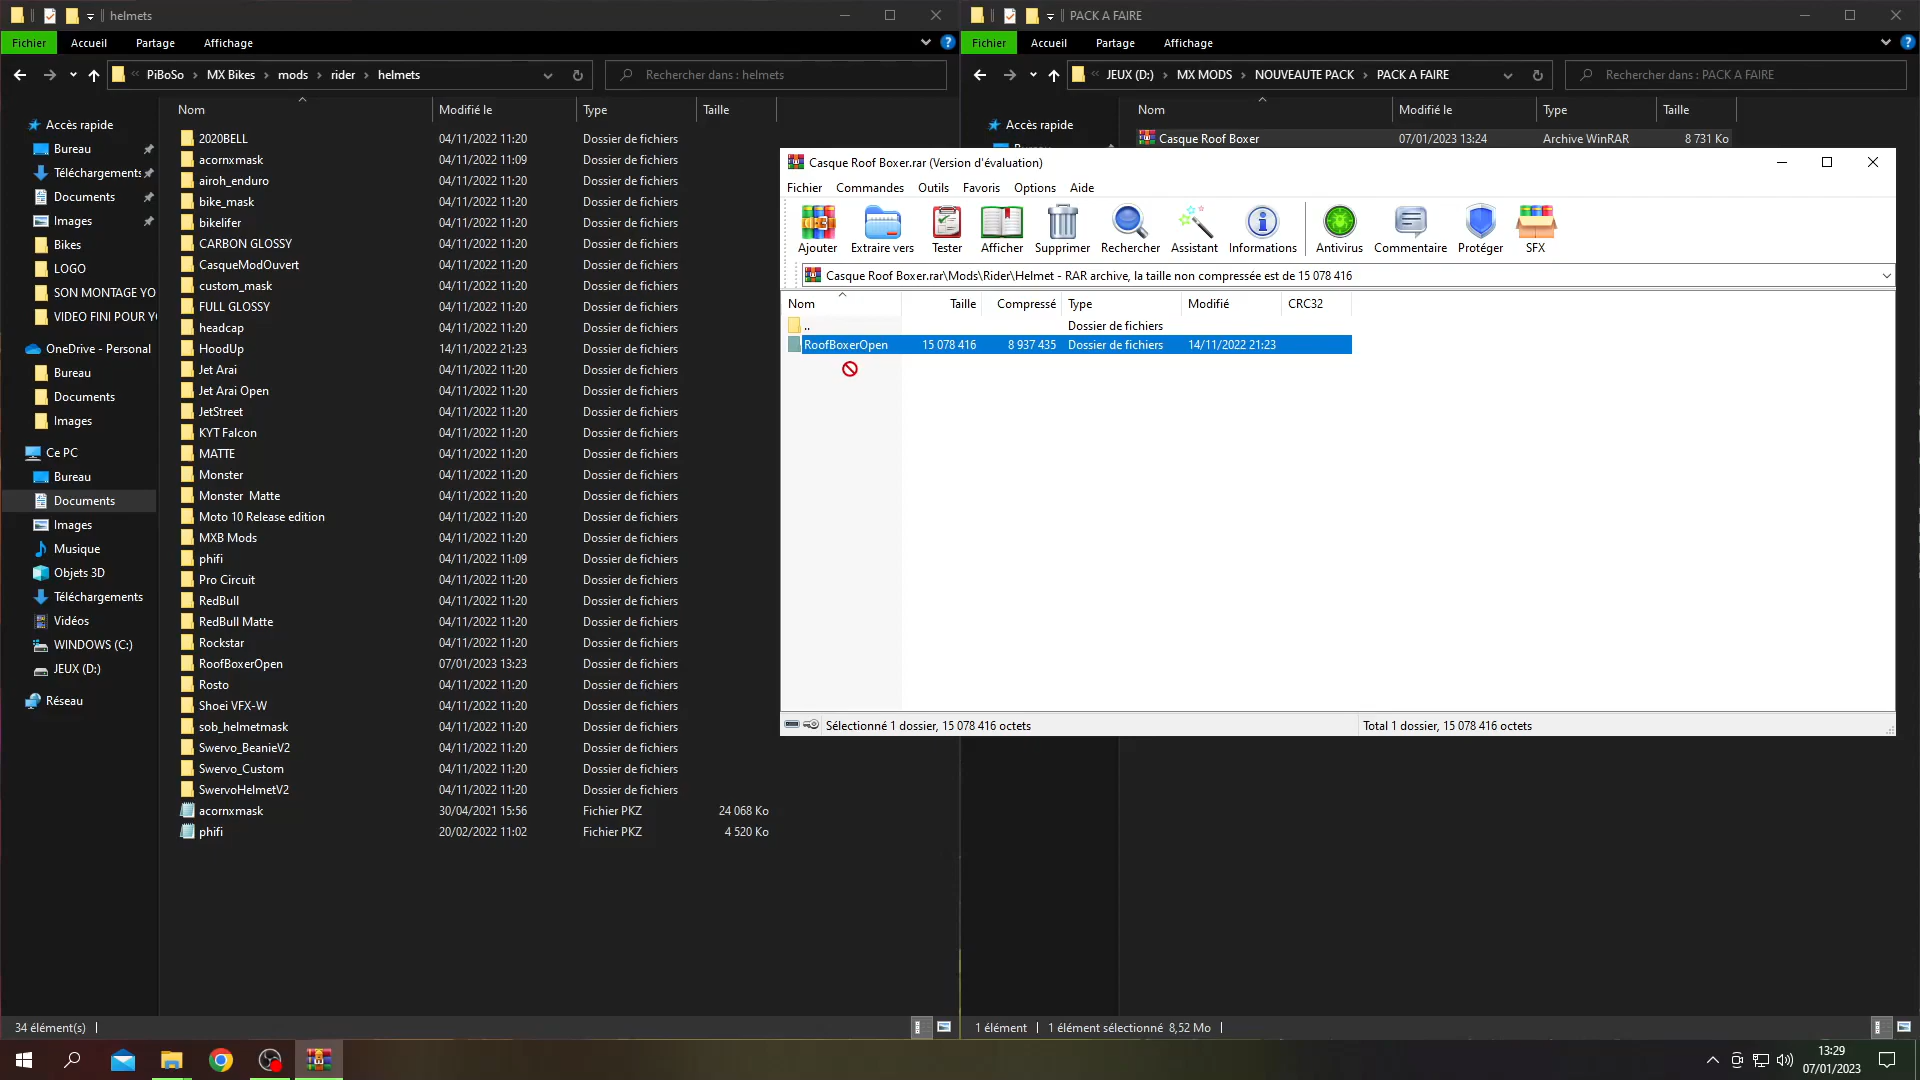 helmets
Fichier Accueil Partage Affichage
PiBoSo MX Bikes mods rider helmets
Rechercher dans : helmets
Nom Modifié le Type Taille
Accès rapide
Bureau
Téléchargements
Documents
Images
Bikes
LOGO
SON MONTAGE YO
VIDEO FINI POUR Y
OneDrive - Personal
Bureau
Documents
Images
Ce PC
Bureau
Documents
Images
Musique
Objets 3D
Téléchargements
Vidéos
WINDOWS (C:)
JEUX (D:)
Réseau
2020BELL 04/11/2022 11:20 Dossier de fichiers
acornxmask 04/11/2022 11:09 Dossier de fichiers
airoh_enduro 04/11/2022 11:20 Dossier de fichiers
bike_mask 04/11/2022 11:20 Dossier de fichiers
bikelifer 04/11/2022 11:20 Dossier de fichiers
CARBON GLOSSY 04/11/2022 11:20 Dossier de fichiers
CasqueModOuvert 04/11/2022 11:20 Dossier de fichiers
custom_mask 04/11/2022 11:20 Dossier de fichiers
FULL GLOSSY 04/11/2022 11:20 Dossier de fichiers
headcap 04/11/2022 11:20 Dossier de fichiers
HoodUp 14/11/2022 21:23 Dossier de fichiers
Jet Arai 04/11/2022 11:20 Dossier de fichiers
Jet Arai Open 04/11/2022 11:20 Dossier de fichiers
JetStreet 04/11/2022 11:20 Dossier de fichiers
KYT Falcon 04/11/2022 11:20 Dossier de fichiers
MATTE 04/11/2022 11:20 Dossier de fichiers
Monster 04/11/2022 11:20 Dossier de fichiers
Monster Matte 04/11/2022 11:20 Dossier de fichiers
Moto 10 Release edition 04/11/2022 11:20 Dossier de fichiers
MXB Mods 04/11/2022 11:20 Dossier de fichiers
phifi 04/11/2022 11:09 Dossier de fichiers
Pro Circuit 04/11/2022 11:20 Dossier de fichiers
RedBull 04/11/2022 11:20 Dossier de fichiers
RedBull Matte 04/11/2022 11:20 Dossier de fichiers
Rockstar 04/11/2022 11:20 Dossier de fichiers
RoofBoxerOpen 07/01/2023 13:23 Dossier de fichiers
Rosto 04/11/2022 11:20 Dossier de fichiers
Shoei VFX-W 04/11/2022 11:20 Dossier de fichiers
sob_helmetmask 04/11/2022 11:20 Dossier de fichiers
Swervo_BeanieV2 04/11/2022 11:20 Dossier de fichiers
Swervo_Custom 04/11/2022 11:20 Dossier de fichiers
SwervoHelmetV2 04/11/2022 11:20 Dossier de fichiers
acornxmask 30/04/2021 15:56 Fichier PKZ 24 068 Ko
phifi 20/02/2022 11:02 Fichier PKZ 4 520 Ko
34 élément(s)
PACK A FAIRE
Fichier Accueil Partage Affichage
JEUX (D:) MX MODS NOUVEAUTE PACK PACK A FAIRE
Rechercher dans : PACK A FAIRE
Nom Modifié le Type Taille
Accès rapide
Casque Roof Boxer 07/01/2023 13:24 Archive WinRAR 8 731 Ko
Casque Roof Boxer.rar (Version d'évaluation)
Fichier Commandes Outils Favoris Options Aide
Ajouter Extraire vers Tester Afficher Supprimer Rechercher Assistant Informations Antivirus Commentaire Protéger SFX
Casque Roof Boxer.rar\Mods\Rider\Helmet - RAR archive, la taille non compressée est de 15 078 416
Nom Taille Compressé Type Modifié CRC32
.. Dossier de fichiers
RoofBoxerOpen 15 078 416 8 937 435 Dossier de fichiers 14/11/2022 21:23
Sélectionné 1 dossier, 15 078 416 octets
Total 1 dossier, 15 078 416 octets
1 élément 1 élément sélectionné 8,52 Mo
13:29
07/01/2023